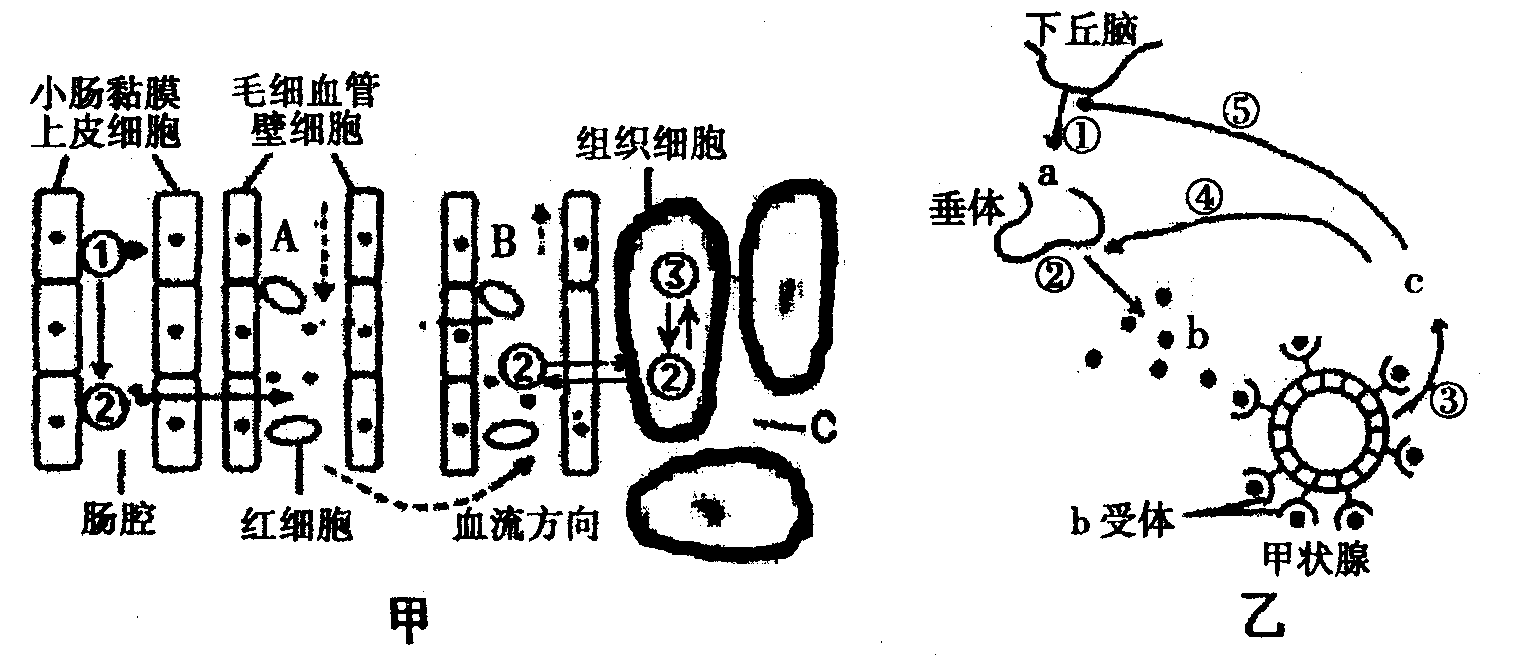 小肠黏膜
上皮细胞
毛细血管
壁细胞
组织细胞
A
B
C
①
②
②
③
②
肠腔
红细胞
血流方向
甲
下丘脑
①
⑤
a
垂体
④
②
c
b
③
b受体
甲状腺
乙